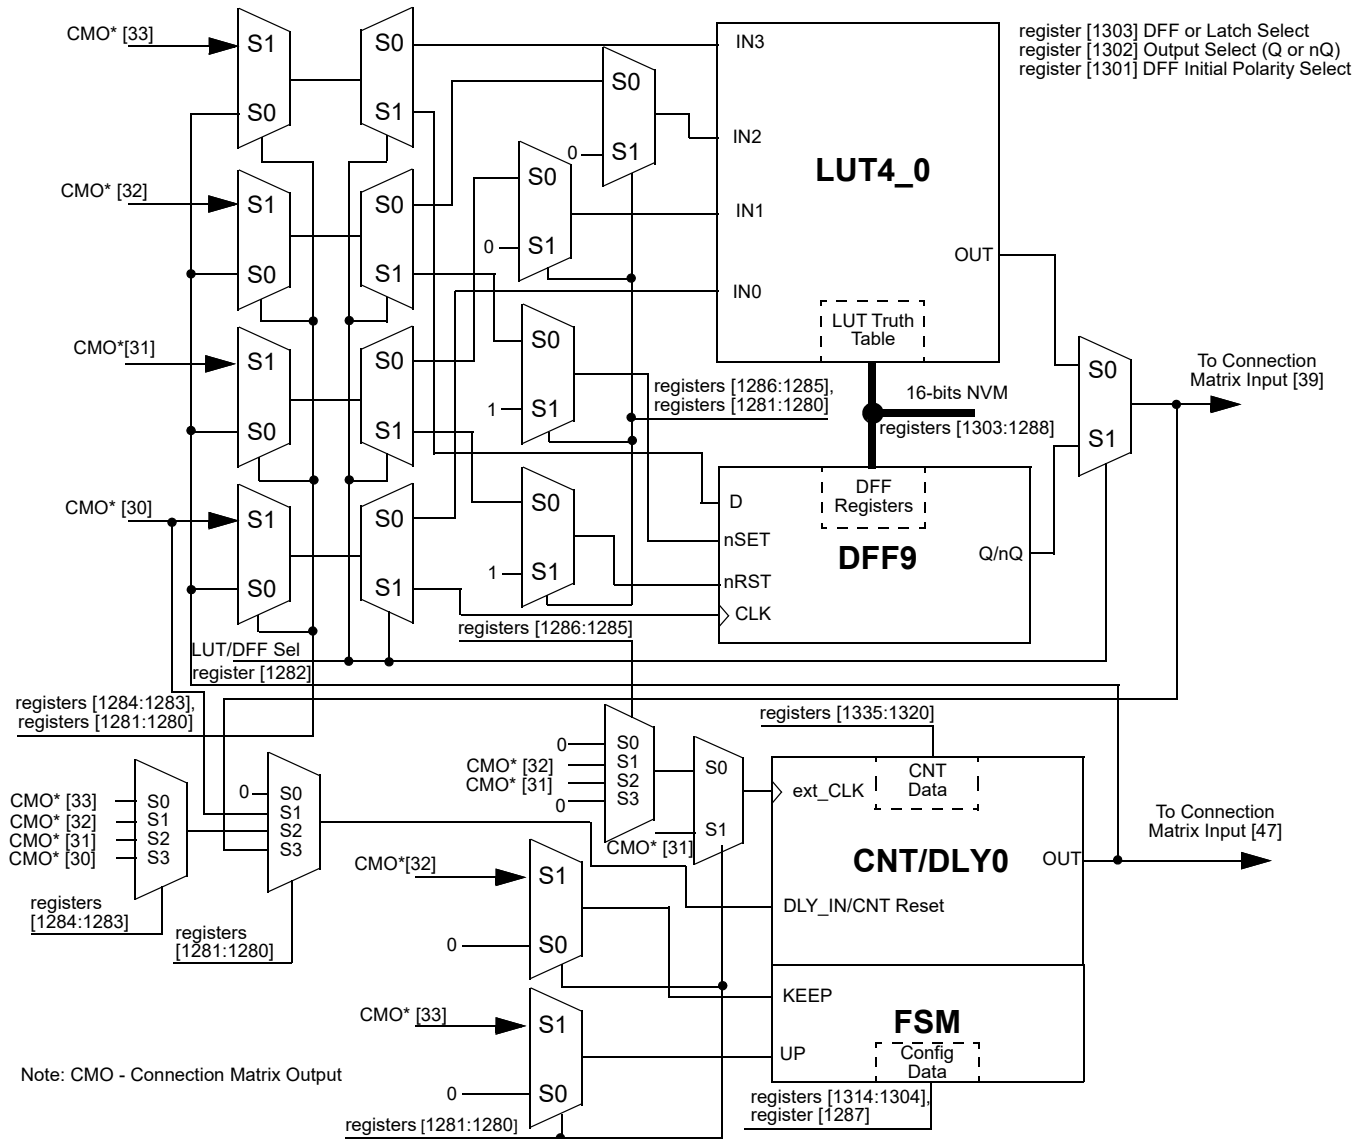 CMO* [33]
S1
S0
S0
S1
IN3
register [1303] DFF or Latch Select
register [1302] Output Select (Q or nQ)
register [1301] DFF Initial Polarity Select
S0
0
S1
IN2
LUT4_0
CMO* [32]
S1
S0
S0
S1
S0
0
S1
IN1
OUT
IN0
LUT Truth
Table
CMO*[31]
S1
S0
S0
S1
S0
1
S1
registers [1286:1285],
registers [1281:1280]
16-bits NVM
registers [1303:1288]
S0
S1
To Connection
Matrix Input [39]
CMO* [30]
S1
S0
S0
S1
S0
1
S1
D
nSET
nRST
CLK
DFF
Registers
DFF9
Q/nQ
registers [1286:1285]
LUT/DFF Sel
register [1282]
registers [1284:1283],
registers [1281:1280]
registers [1335:1320]
CMO* [33]
CMO* [32]
CMO* [31]
CMO* [30]
S0
S1
S2
S3
0
S0
S1
S2
S3
registers
[1284:1283]
registers
[1281:1280]
0
CMO* [32]
CMO* [31]
0
S0
S1
S2
S3
S0
S1
CMO* [31]
ext_CLK
CNT
Data
CNT/DLY0
OUT
To Connection
Matrix Input [47]
DLY_IN/CNT Reset
CMO*[32]
S1
0
S0
KEEP
FSM
CMO* [33]
S1
0
S0
UP
Config
Data
registers [1314:1304],
register [1287]
registers [1281:1280]
Note: CMO - Connection Matrix Output